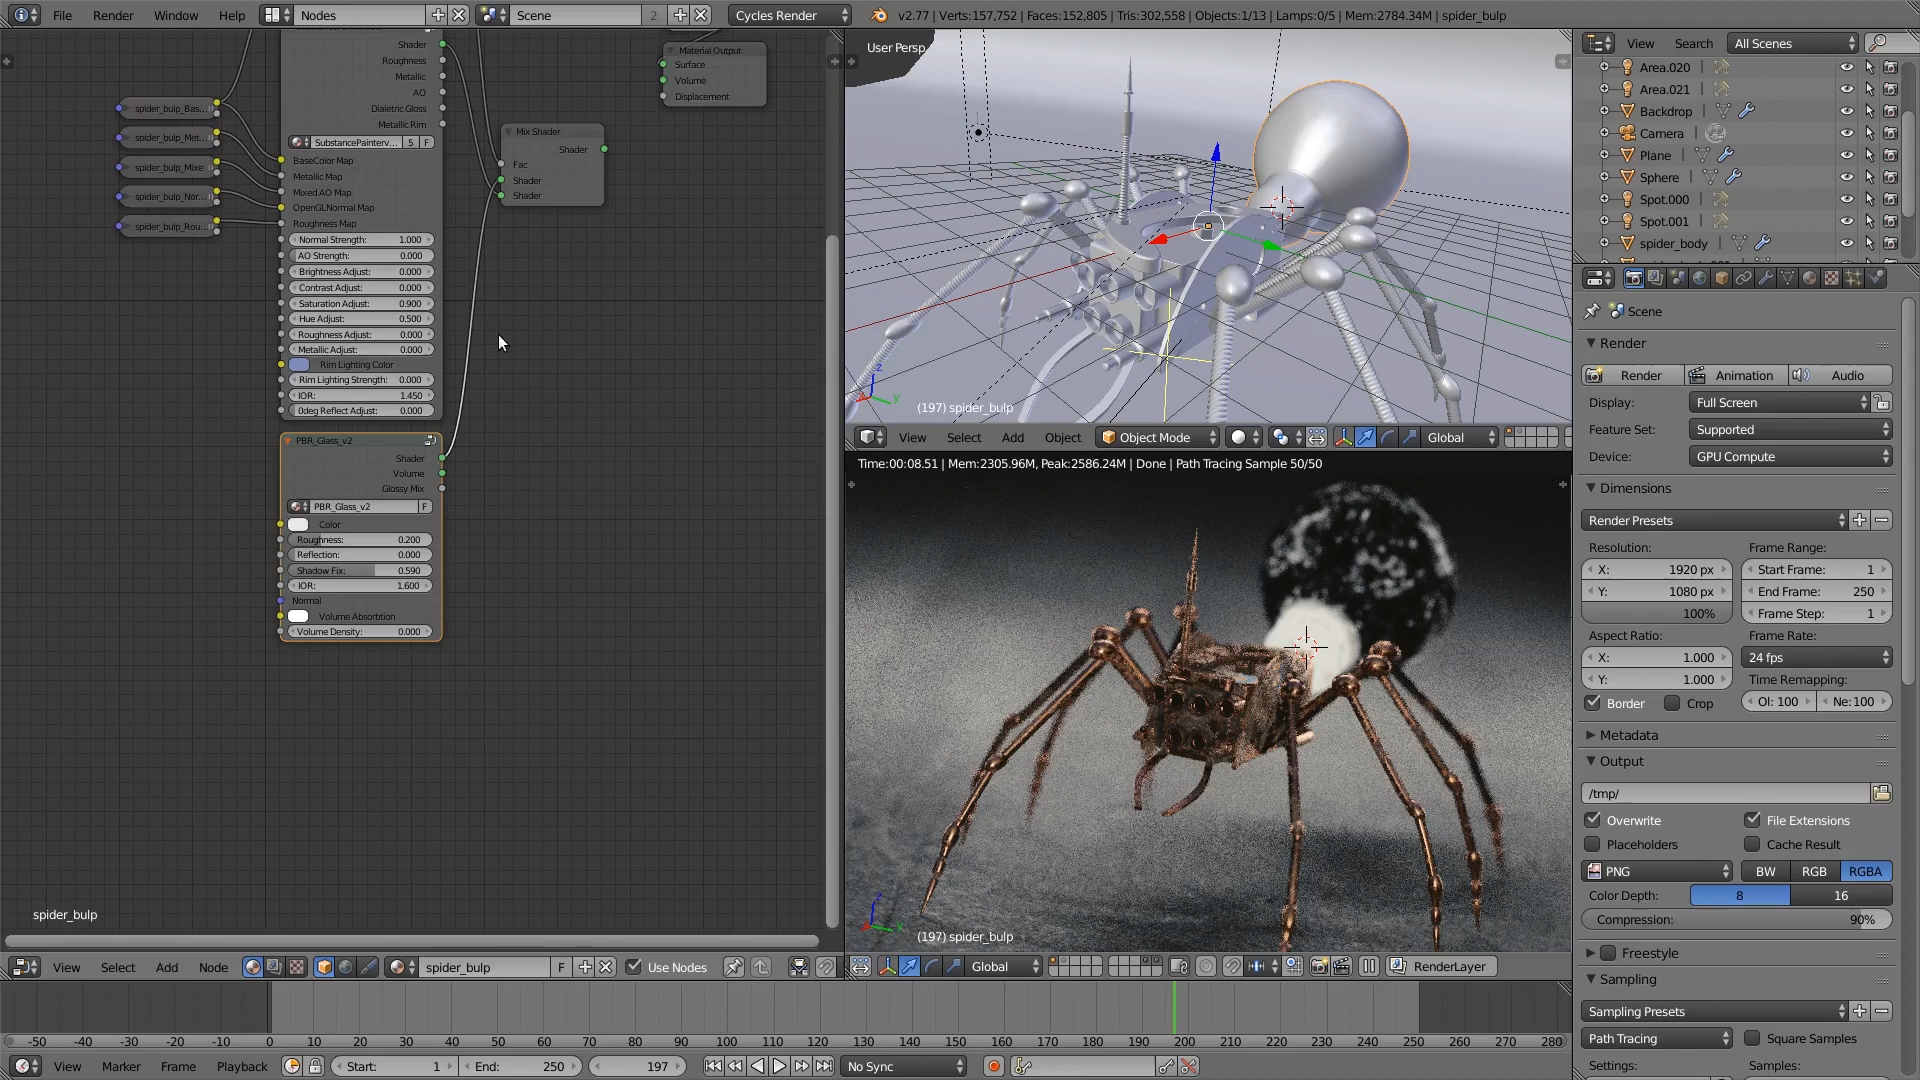 File Render Window Help Nodes Scene 2 Cycles Render v2.77 | Verts:157,752 | Faces:152,805 | Tris:302,558 | Objects:1/13 | Lamps:0/5 | Mem:2784.34M | spider_bulp
Shader
Roughness
Metallic
AO
Dialetric Gloss
Metallic Rim
SubstancePainterv... 5 F
BaseColor Map
Metallic Map
Mixed AO Map
OpenGLNormal Map
Roughness Map
Normal Strength: 1.000
AO Strength: 0.000
Brightness Adjust: 0.000
Contrast Adjust: 0.000
Saturation Adjust: 0.900
Hue Adjust: 0.500
Roughness Adjust: 0.000
Metallic Adjust: 0.000
Rim Lighting Color
Rim Lighting Strength: 0.000
IOR: 1.450
0deg Reflect Adjust: 0.000
spider_bulp_Bas...
spider_bulp_Met...
spider_bulp_Mixe
spider_bulp_Nor...
spider_bulp_Rou...
Mix Shader
Shader
Fac
Shader
Shader
Material Output
Surface
Volume
Displacement
PBR_Glass_v2
Shader
Volume
Glossy Mix
PBR_Glass_v2 F
Color
Roughness: 0.200
Reflection: 0.000
Shadow Fix: 0.590
IOR: 1.600
Normal
Volume Absorbtion
Volume Density: 0.000
spider_bulp
View Select Add Node spider_bulp F Use Nodes
User Persp
(197) spider_bulp
View Select Add Object Object Mode Global
Time:00:08.51 | Mem:2305.96M, Peak:2586.24M | Done | Path Tracing Sample 50/50
(197) spider_bulp
Global RenderLayer
View Search All Scenes
Area.020
Area.021
Backdrop
Camera
Plane
Sphere
Spot.000
Spot.001
spider_body
Scene
Render
Render Animation Audio
Display: Full Screen
Feature Set: Supported
Device: GPU Compute
Dimensions
Render Presets
Resolution: Frame Range:
X: 1920 px Start Frame: 1
Y: 1080 px End Frame: 250
100% Frame Step: 1
Aspect Ratio: Frame Rate:
X: 1.000 24 fps
Y: 1.000 Time Remapping:
Border Crop Ol: 100 Ne:100
Metadata
Output
/tmp/
Overwrite File Extensions
Placeholders Cache Result
PNG BW RGB RGBA
Color Depth: 8 16
Compression: 90%
Freestyle
Sampling
Sampling Presets
Path Tracing Square Samples
Settings: Samples:
-50 -40 -30 -20 -10 0 10 20 30 40 50 60 70 80 90 100 110 120 130 140 150 160 170 180 190 200 210 220 230 240 250 260 270 280
View Marker Frame Playback Start: 1 End: 250 197 No Sync